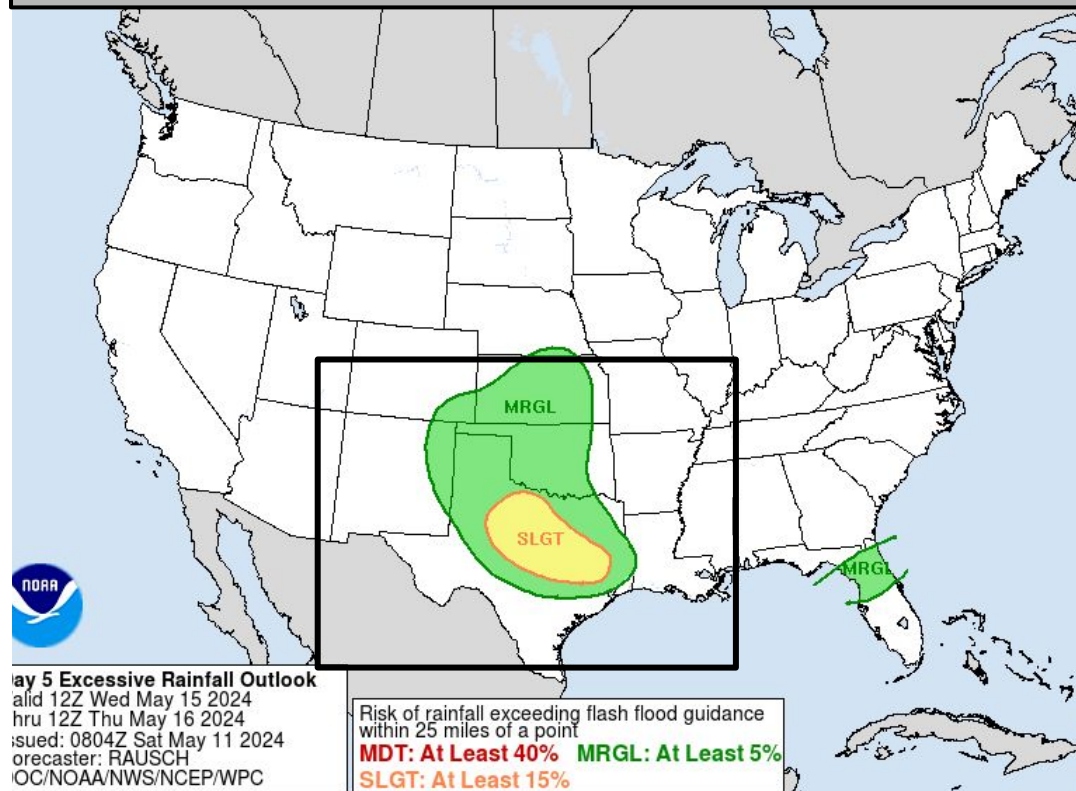 MRGL
SLGT
MRGL
NOAA
ay 5 Excessive Rainfall Outlook
alid 12Z Wed May 15 2024
hru 12Z Thu May 16 2024
ssued: 0804Z Sat May 11 2024
orecaster: RAUSCH
DOC/NOAA/NWS/NCEP/WPC
Risk of rainfall exceeding flash flood guidance
within 25 miles of a point
MDT: At Least 40% MRGL: At Least 5%
SLGT: At Least 15%